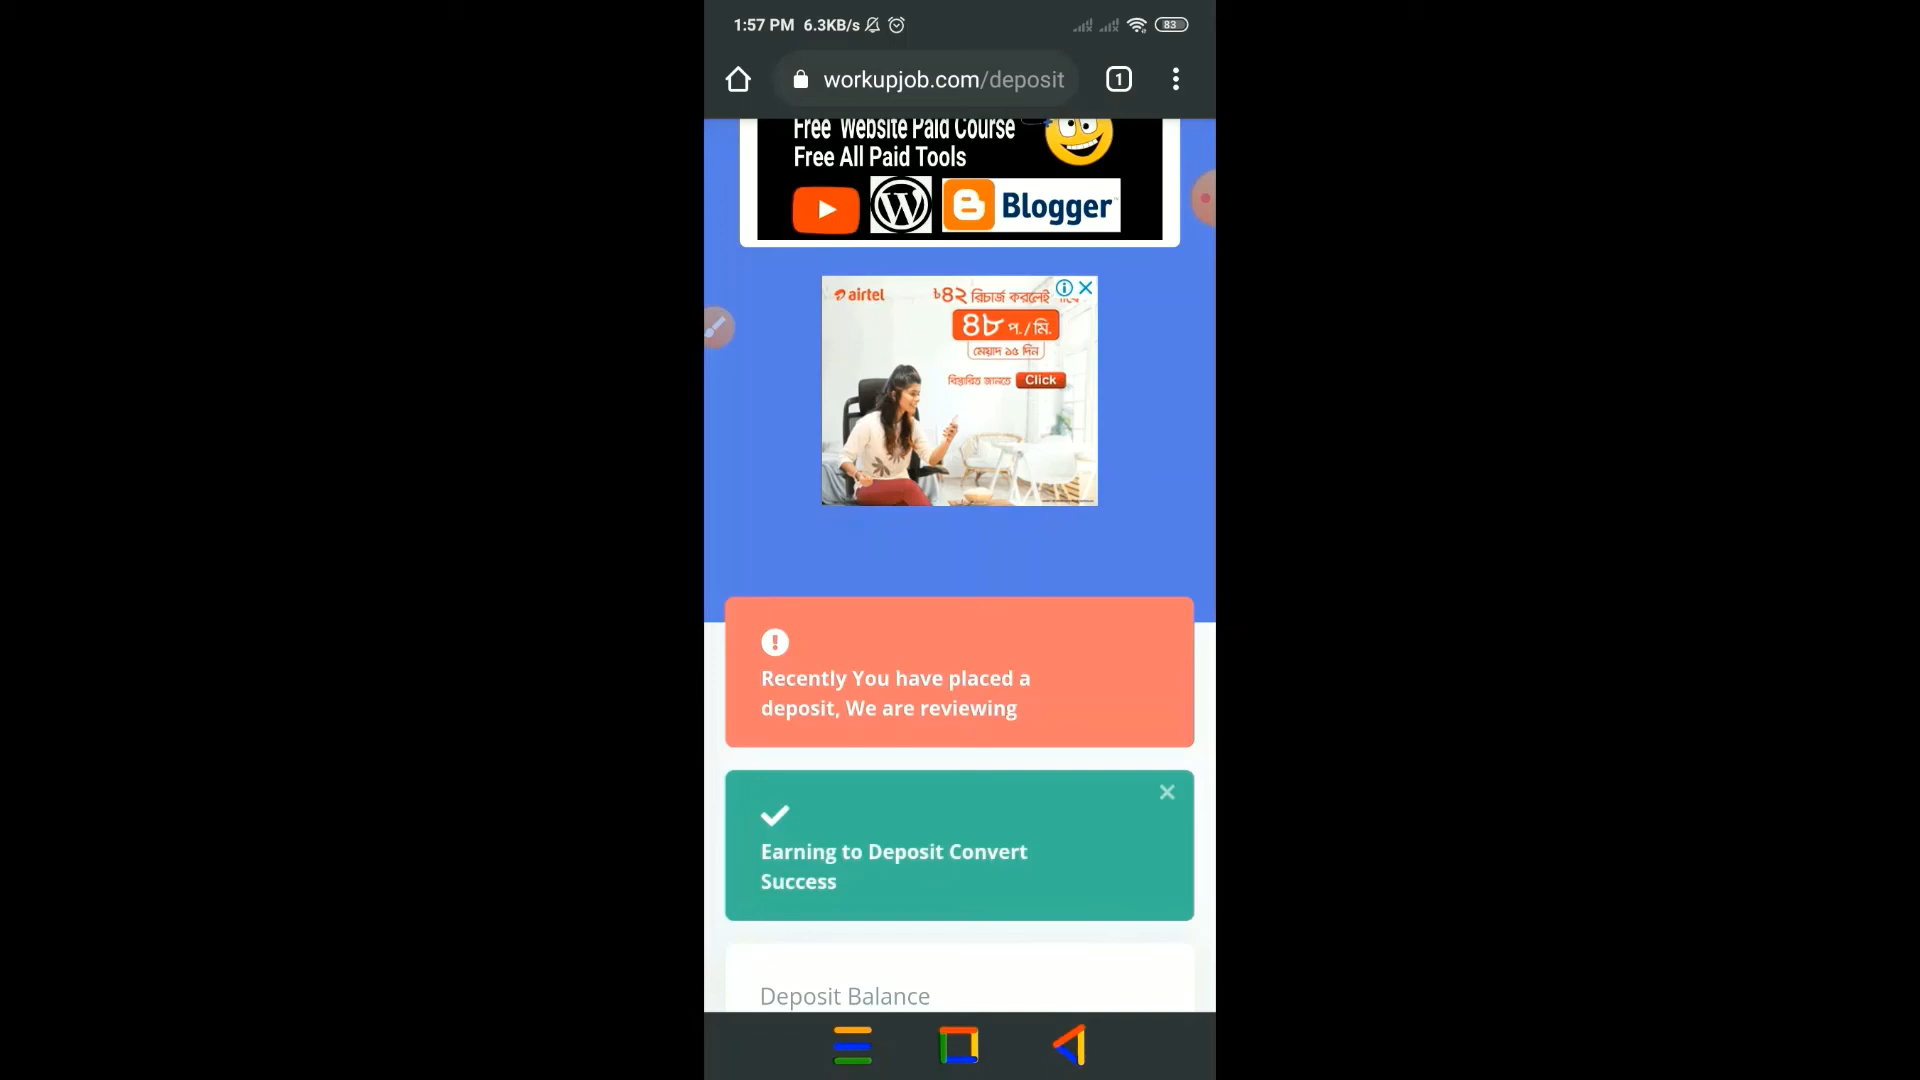 1:57 PM 6.3KB/s
83
workupjob.com/deposit
1
Free Website Paid Course
Free All Paid Tools
Blogger
airtel
৳৪২ রিচার্জ করলেই
৪৮ প./মি.
মেয়াদ ১৫ দিন
বিস্তারিত জানতে Click
Recently You have placed a
deposit, We are reviewing
Earning to Deposit Convert
Success
Deposit Balance